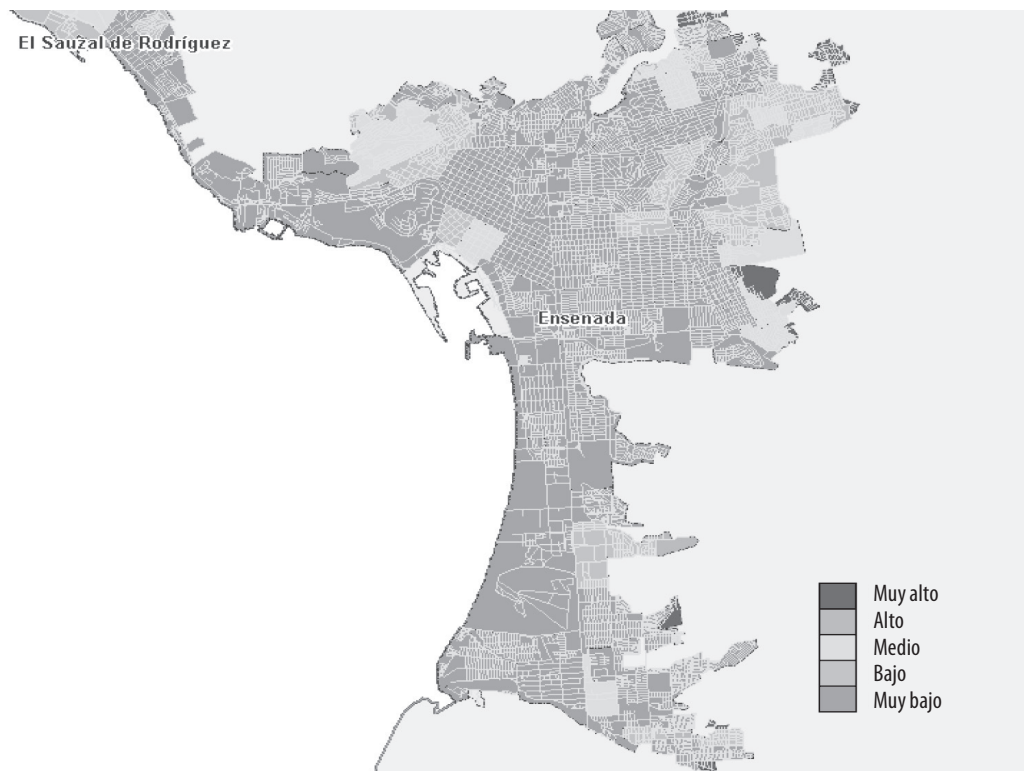 El Sauzal de Rodríguez
Ensenada
Muy alto
Alto
Medio
Bajo
Muy bajo